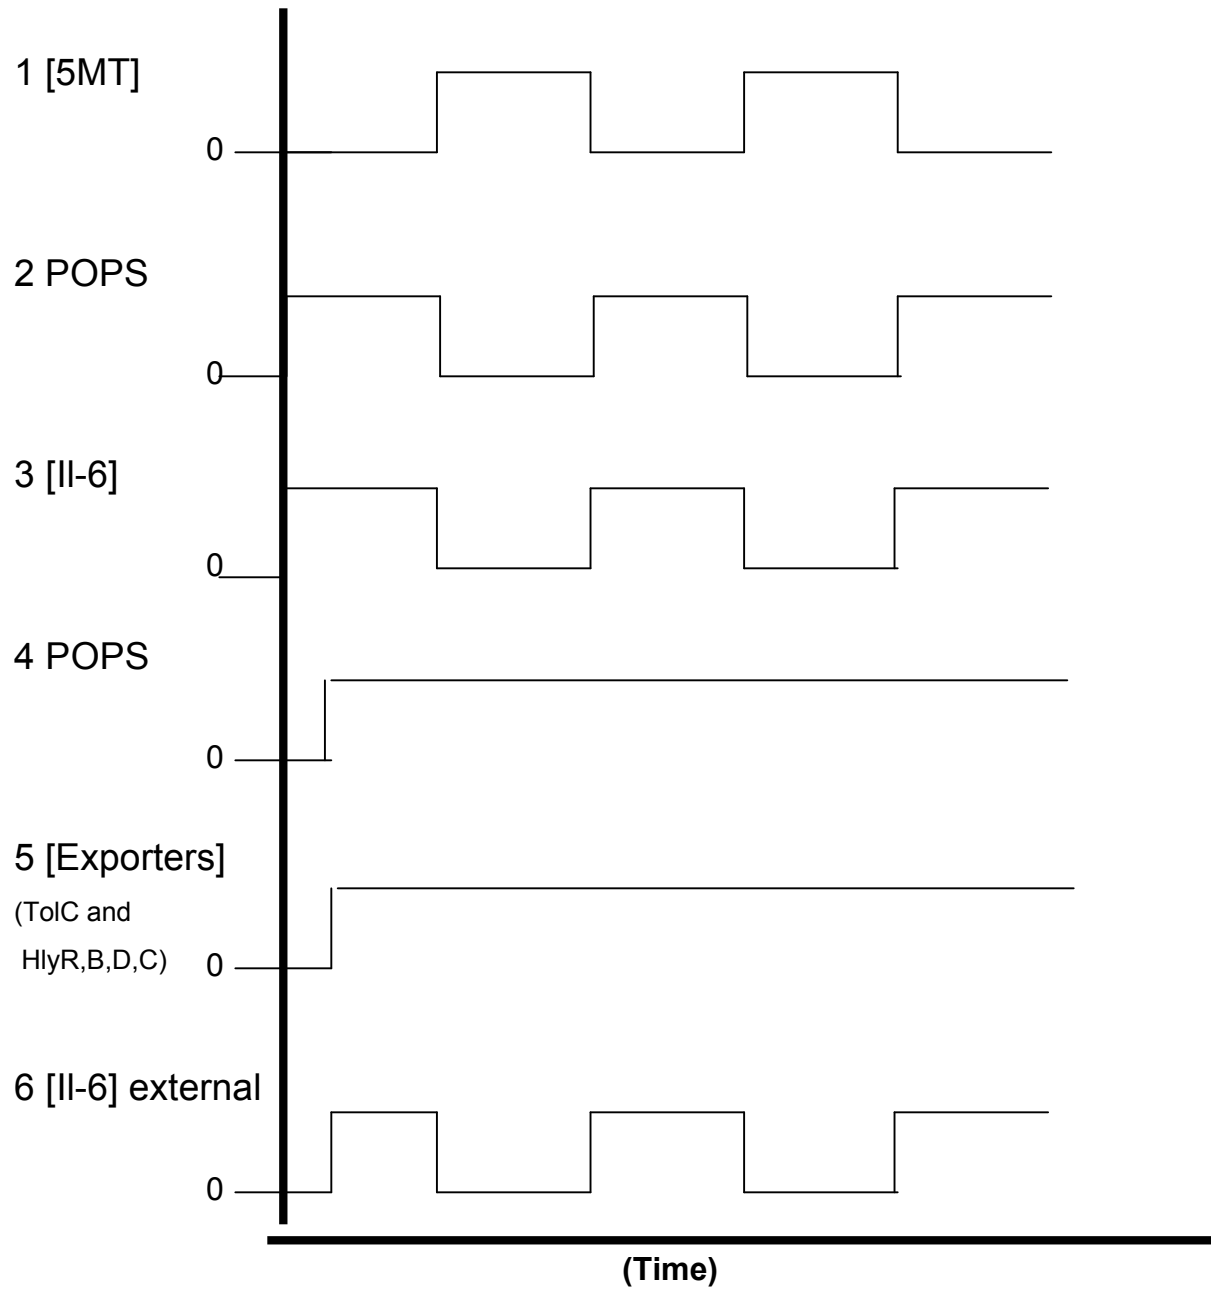 1 [5MT]
0
2 POPS
0
3 [Il-6]
0
4 POPS
0
5 [Exporters]
(TolC and
HlyR,B,D,C)
0
6 [Il-6] external
0
(Time)